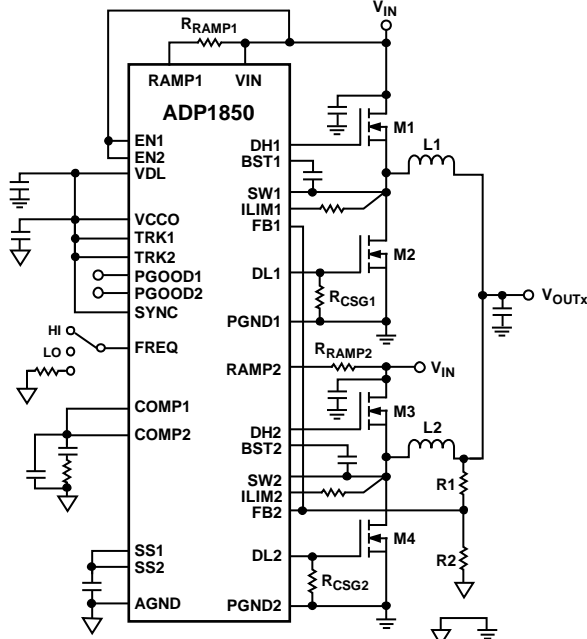 VIN
RRAMP1
RAMP1 VIN
ADP1850
EN1
EN2
VDL
VCCO
TRK1
TRK2
PGOOD1
PGOOD2
SYNC
HI
LO
FREQ
COMP1
COMP2
SS1
SS2
AGND
DH1
BST1
SW1
ILIM1
FB1
DL1
PGND1
RAMP2
DH2
BST2
SW2
ILIM2
FB2
DL2
PGND2
M1
L1
M2
RCSG1
VOUTx
RRAMP2
VIN
M3
L2
R1
M4
R2
RCSG2